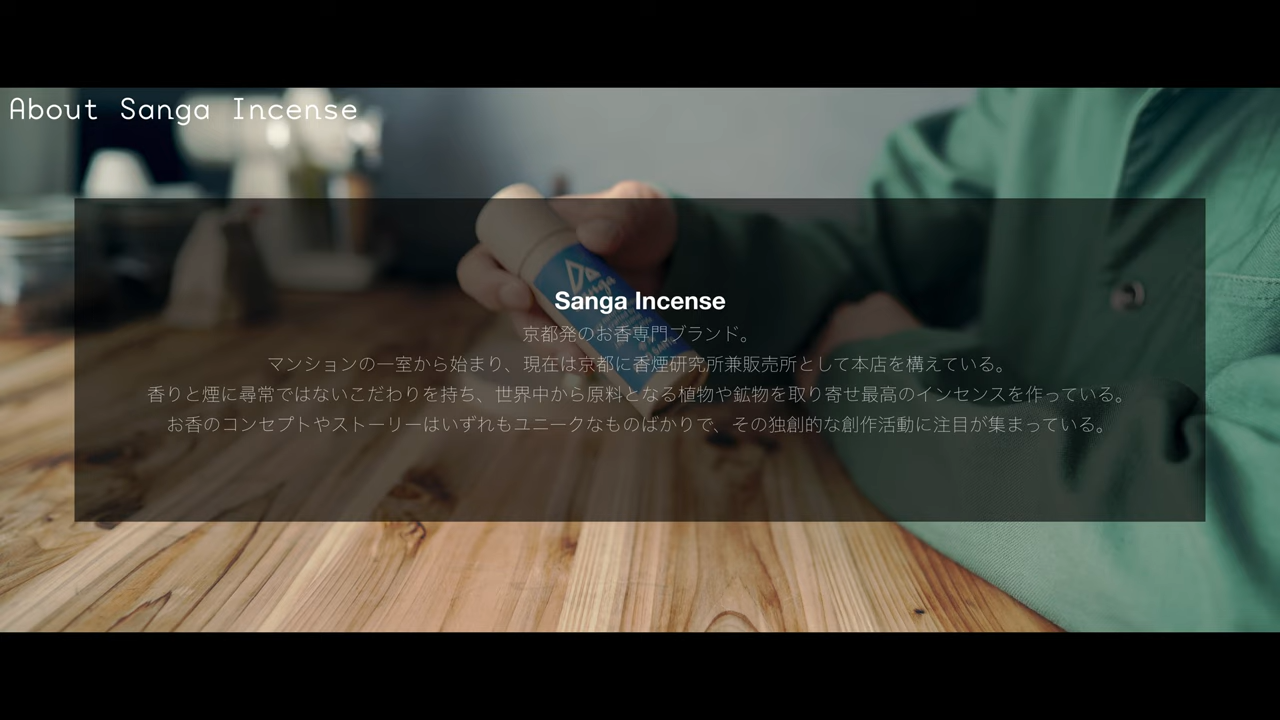 About Sanga Incense
Sanga Incense
京都発のお香専門ブランド。
マンションの一室から始まり、現在は京都に香煙研究所兼販売所として本店を構えている。
香りと煙に尋常ではないこだわりを持ち、世界中から原料となる植物や鉱物を取り寄せ最高のインセンスを作っている。
お香のコンセプトやストーリーはいずれもユニークなものばかりで、その独創的な創作活動に注目が集まっている。